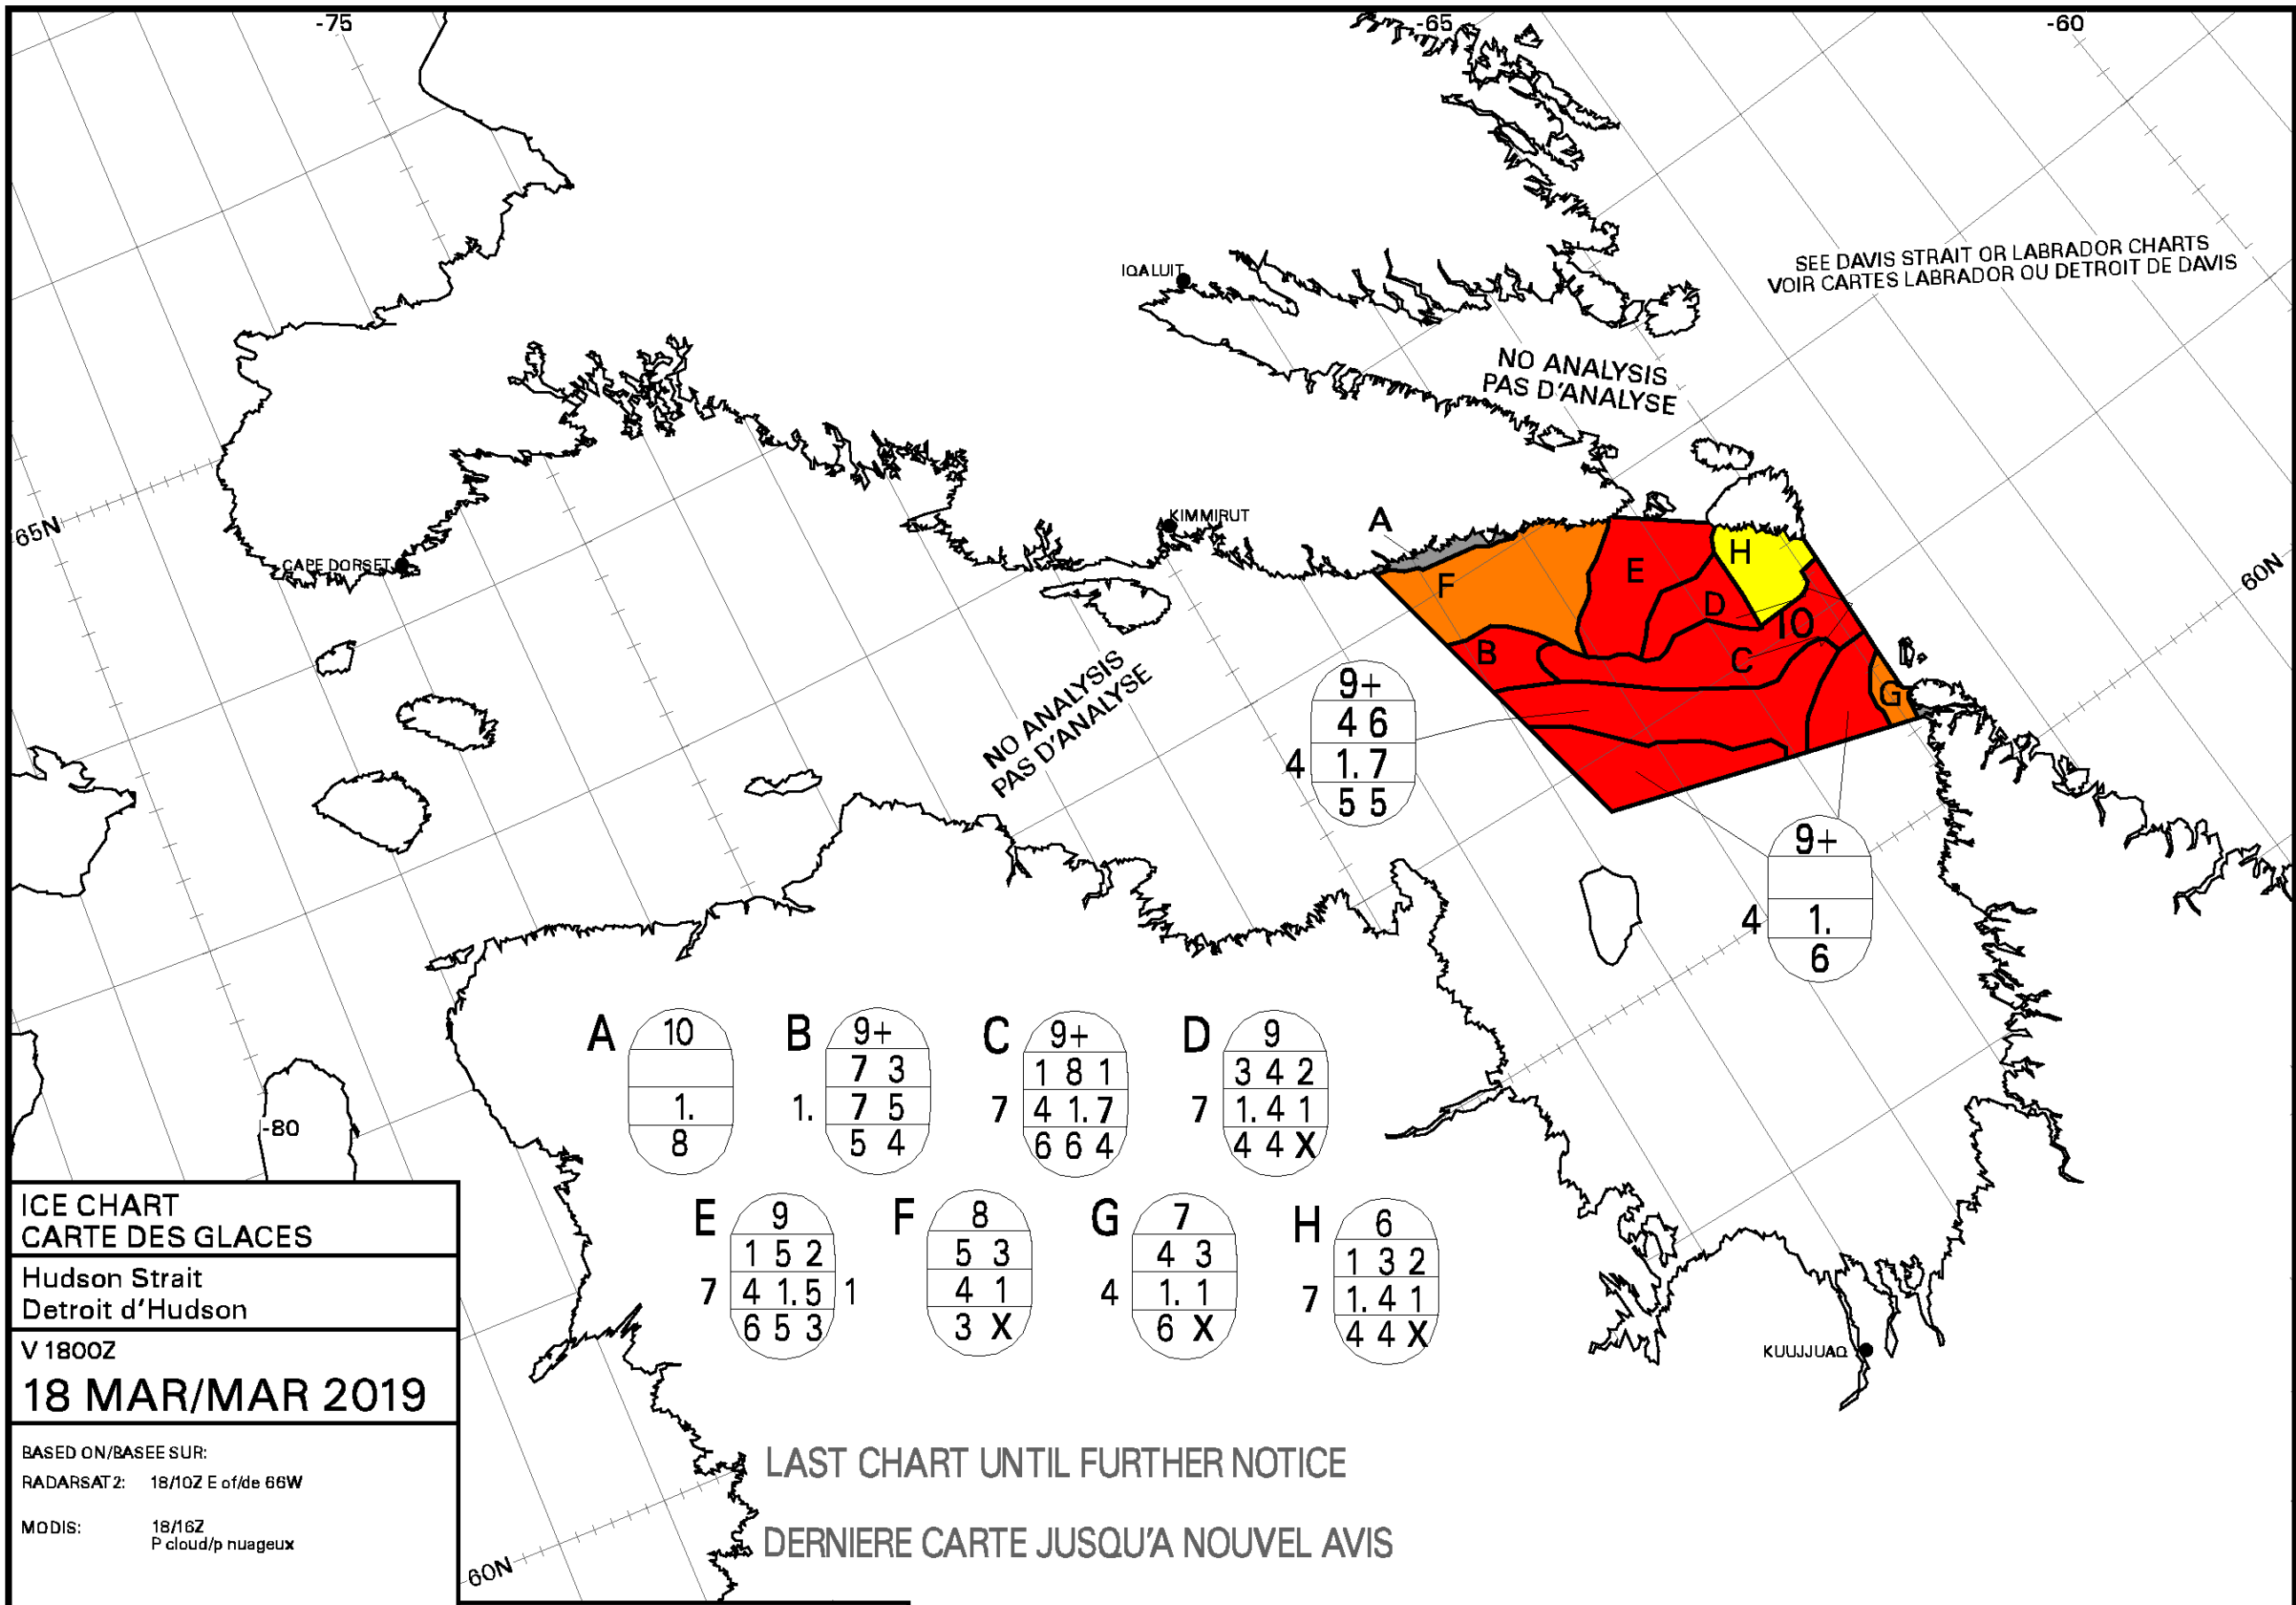 -75
-65
-60
SEE DAVIS STRAIT OR LABRADOR CHARTS
VOIR CARTES LABRADOR OU DETROIT DE DAVIS
IQALUIT
NO ANALYSIS
PAS D'ANALYSE
65N
CAPE DORSET
KIMMIRUT
A
F
E
H
D
10
B
C
G
60N
NO ANALYSIS
PAS D'ANALYSE
9+
4 6
4 1. 7
5 5
9+
4 1.
6
A 10
1.
8
B 9+
7 3
1. 7 5
5 4
C 9+
1 8 1
7 4 1. 7
6 6 4
D 9
3 4 2
7 1. 4 1
4 4 X
-80
E 9
1 5 2
7 4 1. 5 1
6 5 3
F 8
5 3
4 1
3 X
G 7
4 3
4 1. 1
6 X
H 6
1 3 2
7 1. 4 1
4 4 X
KUUJJUAQ
ICE CHART
CARTE DES GLACES
Hudson Strait
Detroit d'Hudson
V 1800Z
18 MAR/MAR 2019
BASED ON/BASEE SUR:
RADARSAT2: 18/10Z E of/de 66W
MODIS: 18/16Z
P cloud/p nuageux
LAST CHART UNTIL FURTHER NOTICE
DERNIERE CARTE JUSQU'A NOUVEL AVIS
60N